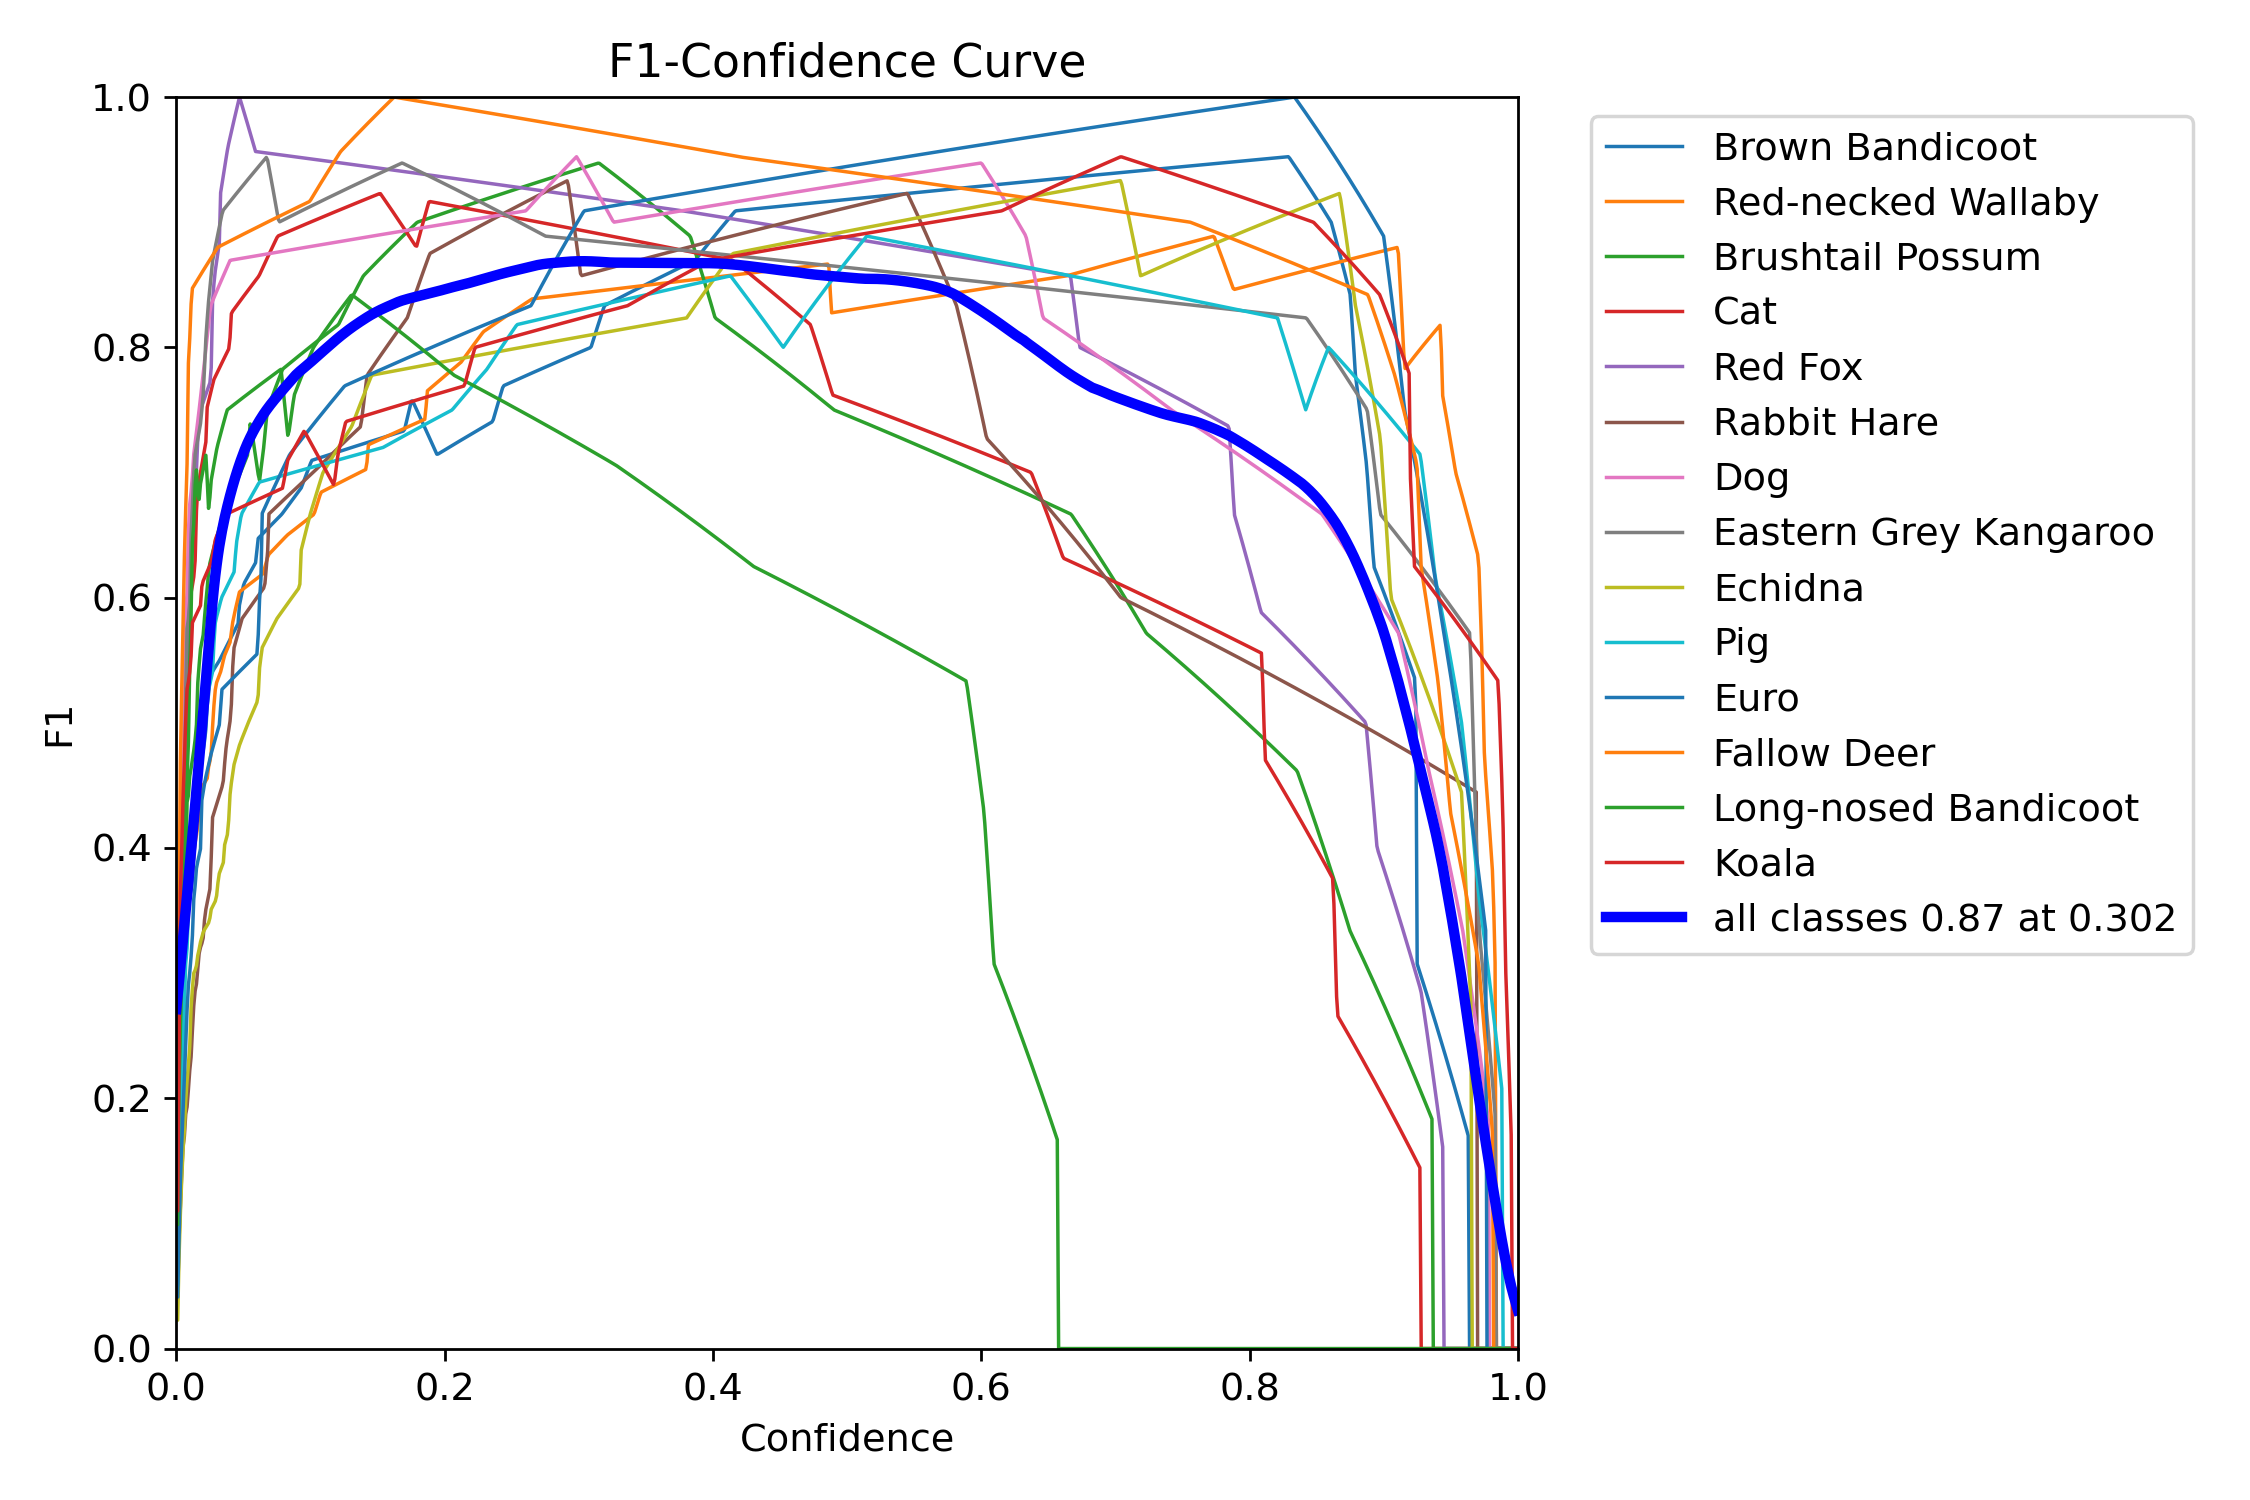 F1-Confidence Curve
1.0
0.8
0.6
0.4
0.2
0.0
F1
0.0 0.2 0.4 0.6 0.8 1.0
Confidence
Brown Bandicoot
Red-necked Wallaby
Brushtail Possum
Cat
Red Fox
Rabbit Hare
Dog
Eastern Grey Kangaroo
Echidna
Pig
Euro
Fallow Deer
Long-nosed Bandicoot
Koala
all classes 0.87 at 0.302